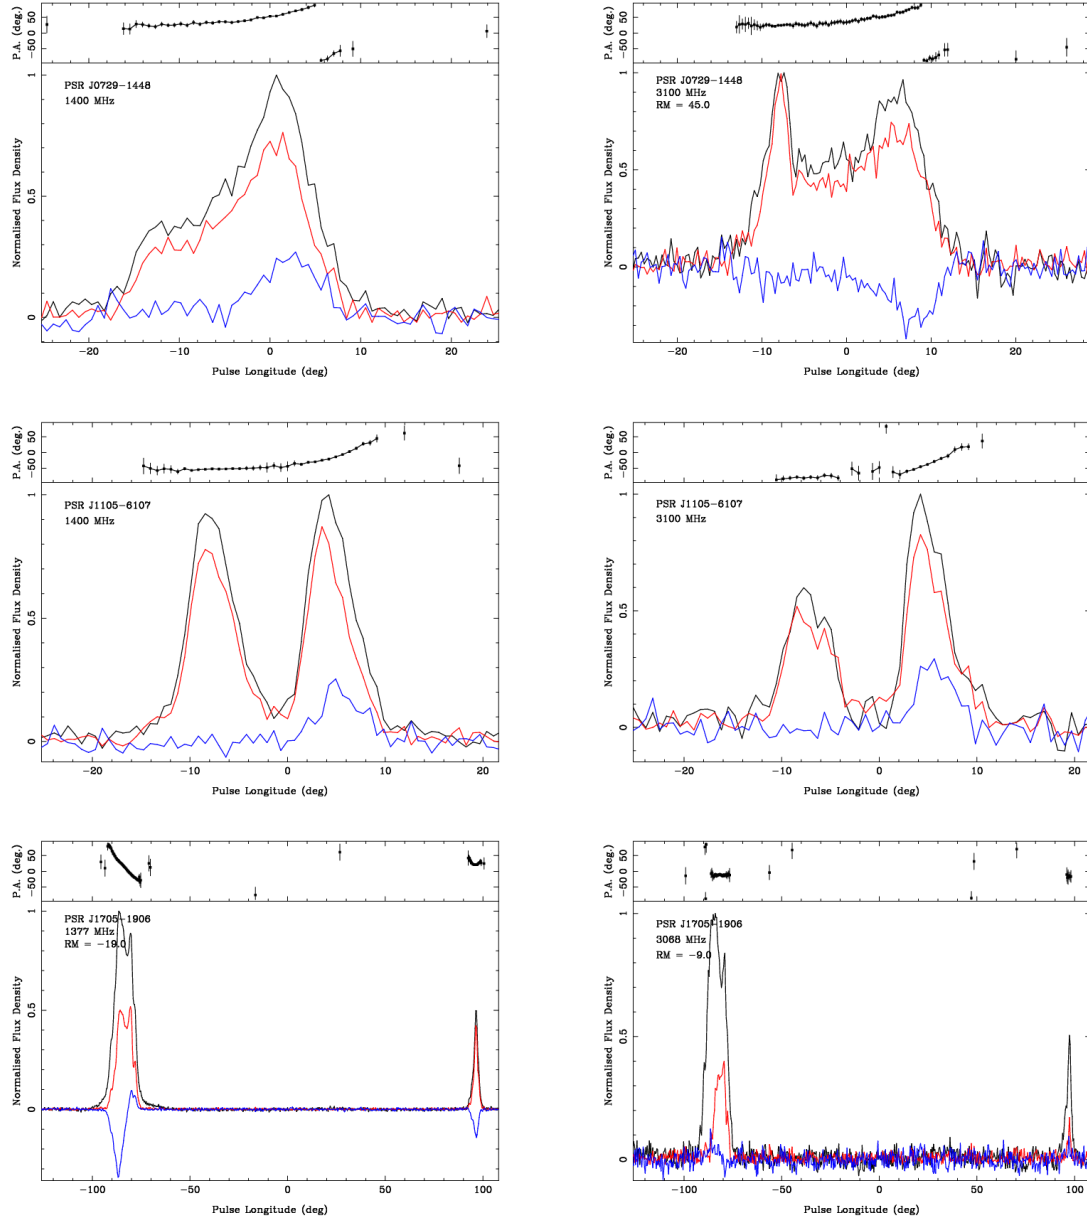 P.A. (deg.)
−50 0 50
PSR J0729−1448
1400 MHz
Normalised Flux Density
0 0.5 1
−20 −10 0 10 20
Pulse Longitude (deg)
P.A. (deg.)
−50 0 50
PSR J0729−1448
3100 MHz
RM = 45.0
Normalised Flux Density
0 0.5 1
−20 −10 0 10 20
Pulse Longitude (deg)
P.A. (deg.)
−50 0 50
PSR J1105−6107
1400 MHz
Normalised Flux Density
0 0.5 1
−20 −10 0 10 20
Pulse Longitude (deg)
P.A. (deg.)
−50 0 50
PSR J1105−6107
3100 MHz
Normalised Flux Density
0 0.5 1
−20 −10 0 10 20
Pulse Longitude (deg)
P.A. (deg.)
−50 0 50
PSR J1705−1906
1377 MHz
RM = −19.0
Normalised Flux Density
0 0.5 1
−100 −50 0 50 100
Pulse Longitude (deg)
P.A. (deg.)
−50 0 50
PSR J1705−1906
3068 MHz
RM = −9.0
Normalised Flux Density
0 0.5 1
−100 −50 0 50 100
Pulse Longitude (deg)